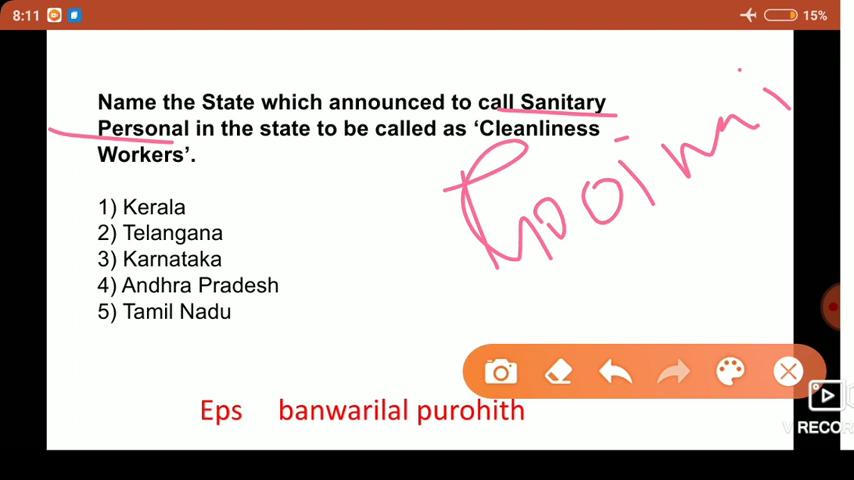 8:11 15%
Name the State which announced to call Sanitary
Personal in the state to be called as ‘Cleanliness
Workers’.
1) Kerala
2) Telangana
3) Karnataka
4) Andhra Pradesh
5) Tamil Nadu
Eps banwarilal purohith
V RECO